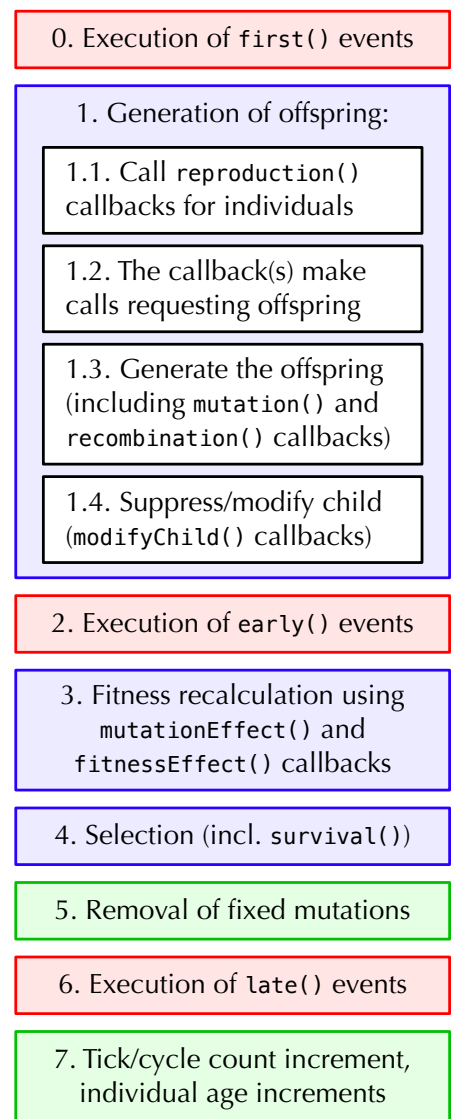 0. Execution of first() events
1. Generation of offspring:
1.1. Call reproduction()
callbacks for individuals
1.2. The callback(s) make
calls requesting offspring
1.3. Generate the offspring
(including mutation() and
recombination() callbacks)
1.4. Suppress/modify child
(modifyChild() callbacks)
2. Execution of early() events
3. Fitness recalculation using
mutationEffect() and
fitnessEffect() callbacks
4. Selection (incl. survival())
5. Removal of fixed mutations
6. Execution of late() events
7. Tick/cycle count increment,
individual age increments